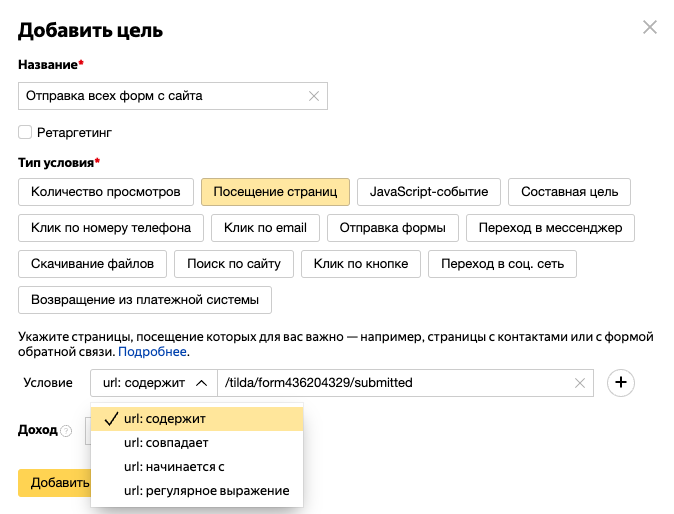 Добавить цель
Название*
Отправка всех форм с сайта
Ретаргетинг
Тип условия*
Количество просмотров Посещение страниц JavaScript-событие Составная цель
Клик по номеру телефона Клик по email Отправка формы Переход в мессенджер
Скачивание файлов Поиск по сайту Клик по кнопке Переход в соц. сеть
Возвращение из платежной системы
Укажите страницы, посещение которых для вас важно — например, страницы с контактами или с формой
обратной связи. Подробнее.
Условие url: содержит /tilda/form436204329/submitted
url: содержит
Доход ?
url: совпадает
url: начинается с
Добавить
url: регулярное выражение